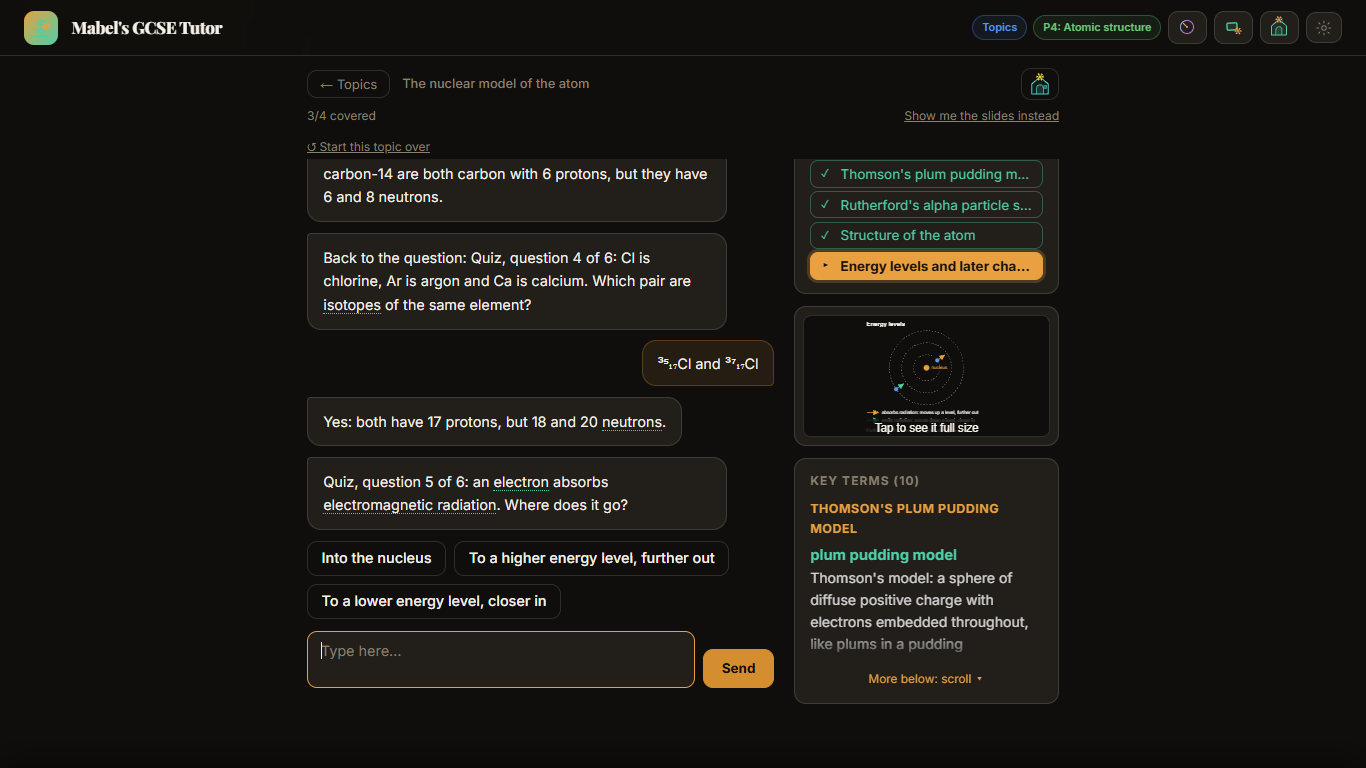 Mabel's GCSE Tutor
Topics
P4: Atomic structure
← Topics
The nuclear model of the atom
3/4 covered
Show me the slides instead
↺ Start this topic over
carbon-14 are both carbon with 6 protons, but they have
6 and 8 neutrons.
Back to the question: Quiz, question 4 of 6: Cl is
chlorine, Ar is argon and Ca is calcium. Which pair are
isotopes of the same element?
³⁵₁₇Cl and ³⁷₁₇Cl
Yes: both have 17 protons, but 18 and 20 neutrons.
Quiz, question 5 of 6: an electron absorbs
electromagnetic radiation. Where does it go?
Into the nucleus
To a higher energy level, further out
To a lower energy level, closer in
Type here...
Send
✓ Thomson's plum pudding m...
✓ Rutherford's alpha particle s...
✓ Structure of the atom
Energy levels and later cha...
Energy levels
nucleus
absorbs radiation: moves up a level, further out
Tap to see it full size
KEY TERMS (10)
THOMSON'S PLUM PUDDING
MODEL
plum pudding model
Thomson's model: a sphere of
diffuse positive charge with
electrons embedded throughout,
like plums in a pudding
More below: scroll